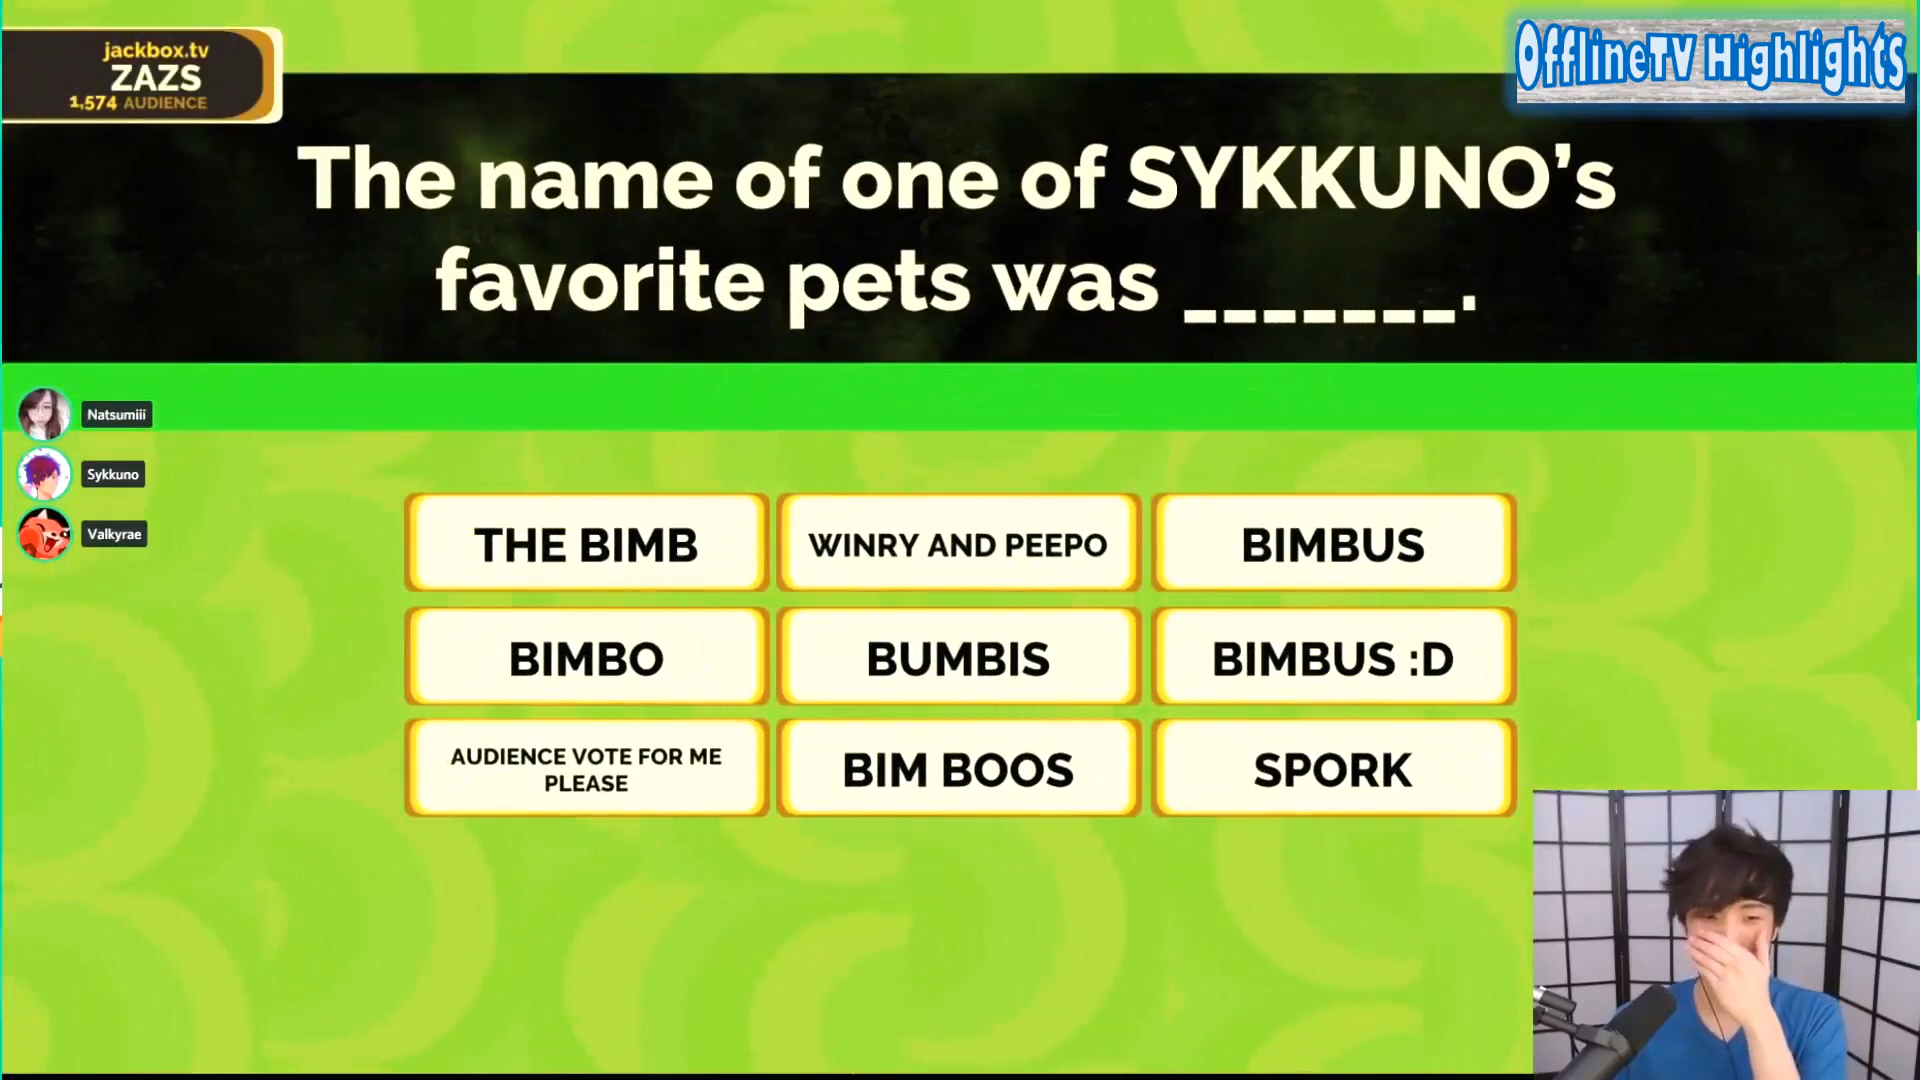 jackbox.tv
ZAZS
1,574 AUDIENCE
OfflineTV Highlights
The name of one of SYKKUNO’s
favorite pets was _______.
Natsumiii
Sykkuno
Valkyrae
THE BIMB
WINRY AND PEEPO
BIMBUS
BIMBO
BUMBIS
BIMBUS :D
AUDIENCE VOTE FOR ME
PLEASE
BIM BOOS
SPORK